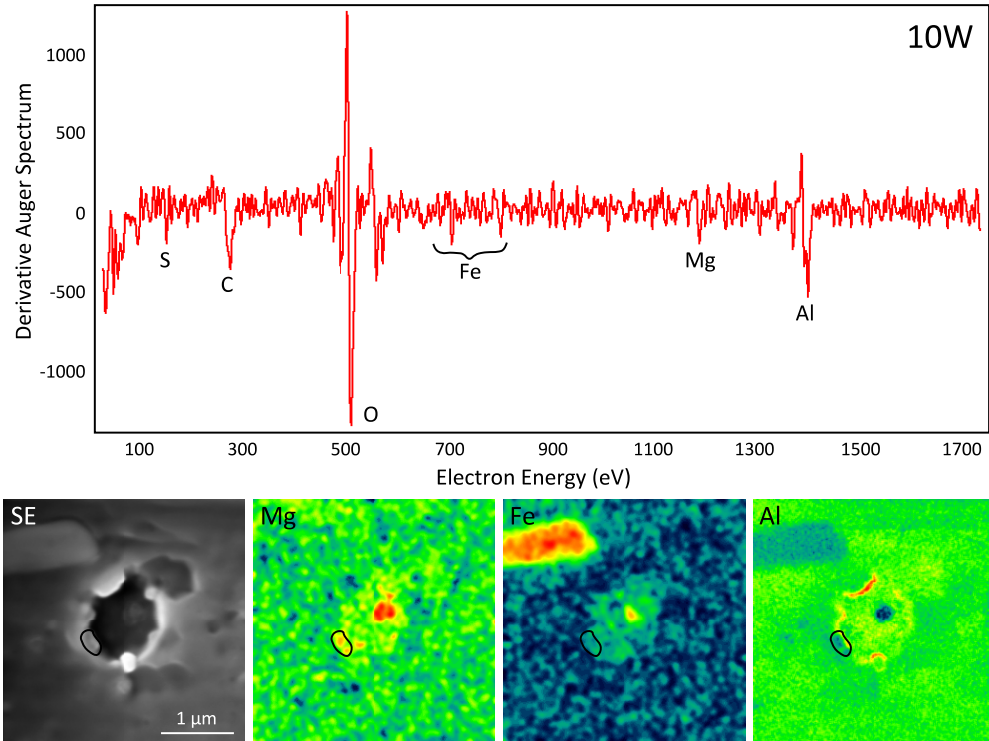 10W
Derivative Auger Spectrum
1000
500
0
-500
-1000
S
C
O
Fe
Mg
Al
100 300 500 700 900 1100 1300 1500 1700
Electron Energy (eV)
SE
Mg
Fe
Al
1 µm